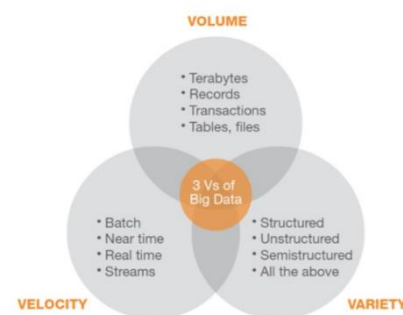 VOLUME
• Terabytes
• Records
• Transactions
• Tables, files
3 Vs of
Big Data
• Batch
• Near time
• Real time
• Streams
• Structured
• Unstructured
• Semistructured
• All the above
VELOCITY
VARIETY